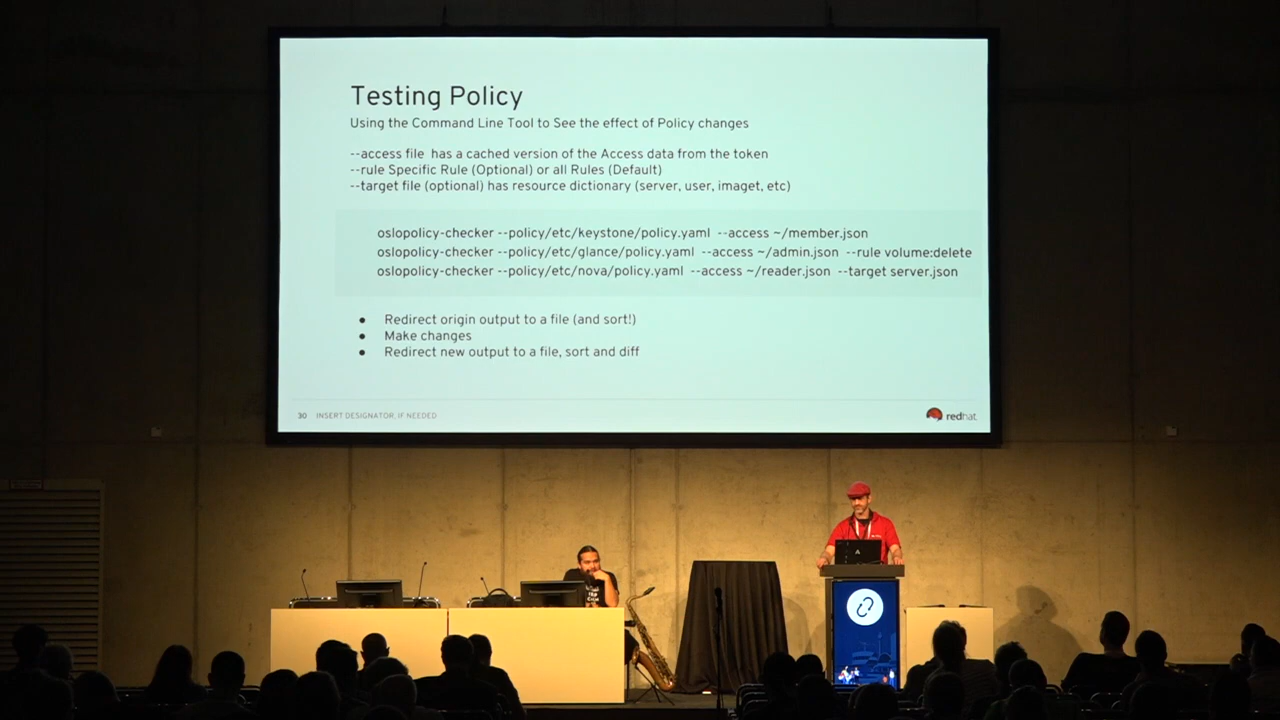 Testing Policy
Using the Command Line Tool to See the effect of Policy changes
--access file has a cached version of the Access data from the token
--rule Specific Rule (Optional) or all Rules (Default)
--target file (optional) has resource dictionary (server, user, imaget, etc)
oslopolicy-checker --policy/etc/keystone/policy.yaml --access ~/member.json
oslopolicy-checker --policy/etc/glance/policy.yaml --access ~/admin.json --rule volume:delete
oslopolicy-checker --policy/etc/nova/policy.yaml --access ~/reader.json --target server.json
● Redirect origin output to a file (and sort!)
● Make changes
● Redirect new output to a file, sort and diff
30 INSERT DESIGNATOR, IF NEEDED
redhat.